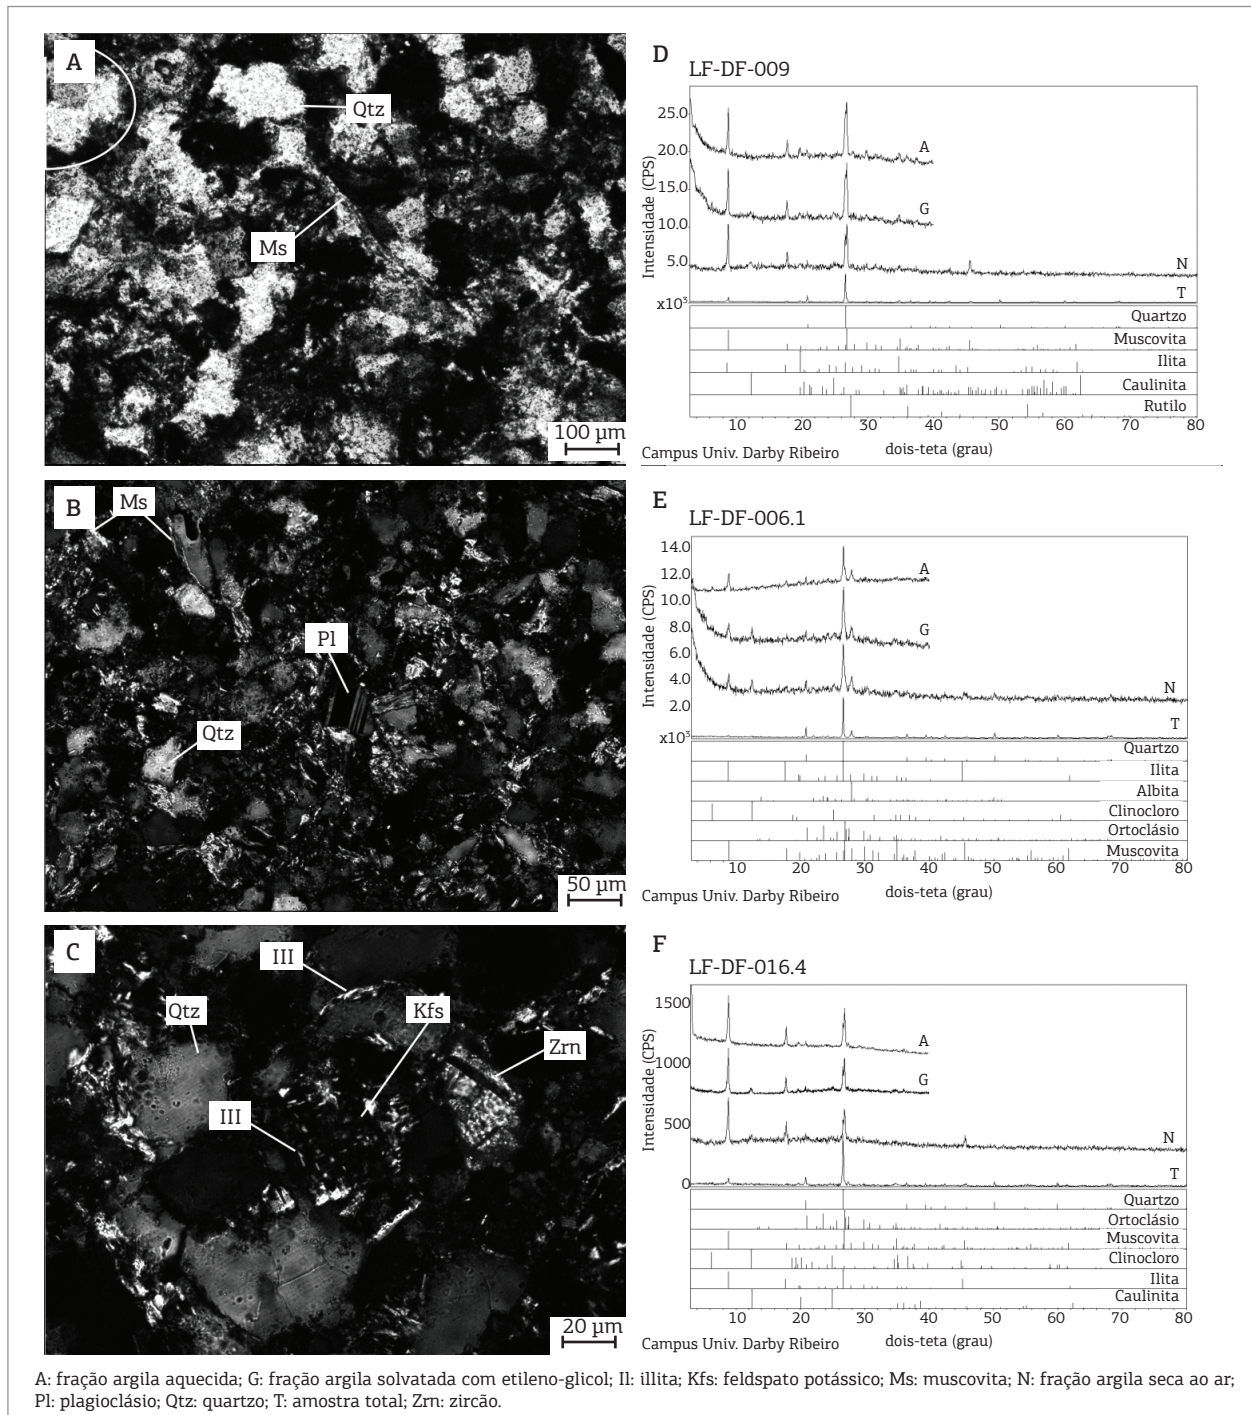 A
Qtz
Ms
100 µm
B
Ms
Pl
Qtz
50 µm
C
III
Qtz
Kfs
Zrn
III
20 µm
D
LF-DF-009
Intensidade (CPS)
25.0
20.0
15.0
10.0
5.0
x10³
A
G
N
T
Quartzo
Muscovita
Ilita
Caulinita
Rutilo
10 20 30 40 50 60 70 80
Campus Univ. Darby Ribeiro
dois-teta (grau)
E
LF-DF-006.1
Intensidade (CPS)
14.0
12.0
10.0
8.0
6.0
4.0
2.0
x10³
A
G
N
T
Quartzo
Ilita
Albita
Clinocloro
Ortoclásio
Muscovita
10 20 30 40 50 60 70 80
Campus Univ. Darby Ribeiro
dois-teta (grau)
F
LF-DF-016.4
Intensidade (CPS)
1500
1000
500
0
A
G
N
T
Quartzo
Ortoclásio
Muscovita
Clinocloro
Ilita
Caulinita
10 20 30 40 50 60 70 80
Campus Univ. Darby Ribeiro
dois-teta (grau)
A: fração argila aquecida; G: fração argila solvatada com etileno-glicol; Il: illita; Kfs: feldspato potássico; Ms: muscovita; N: fração argila seca ao ar;
Pl: plagioclásio; Qtz: quartzo; T: amostra total; Zrn: zircão.